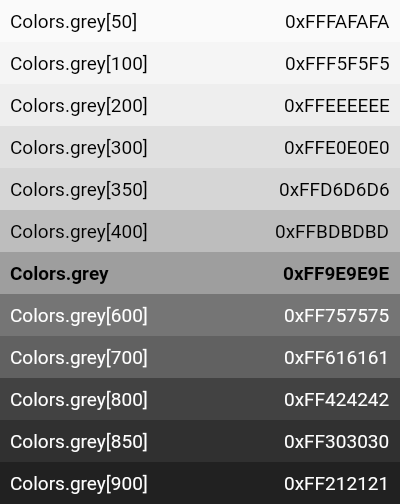 Colors.grey[50] 0xFFFAFAFA
Colors.grey[100] 0xFFF5F5F5
Colors.grey[200] 0xFFEEEEEE
Colors.grey[300] 0xFFE0E0E0
Colors.grey[350] 0xFFD6D6D6
Colors.grey[400] 0xFFBDBDBD
Colors.grey 0xFF9E9E9E
Colors.grey[600] 0xFF757575
Colors.grey[700] 0xFF616161
Colors.grey[800] 0xFF424242
Colors.grey[850] 0xFF303030
Colors.grey[900] 0xFF212121